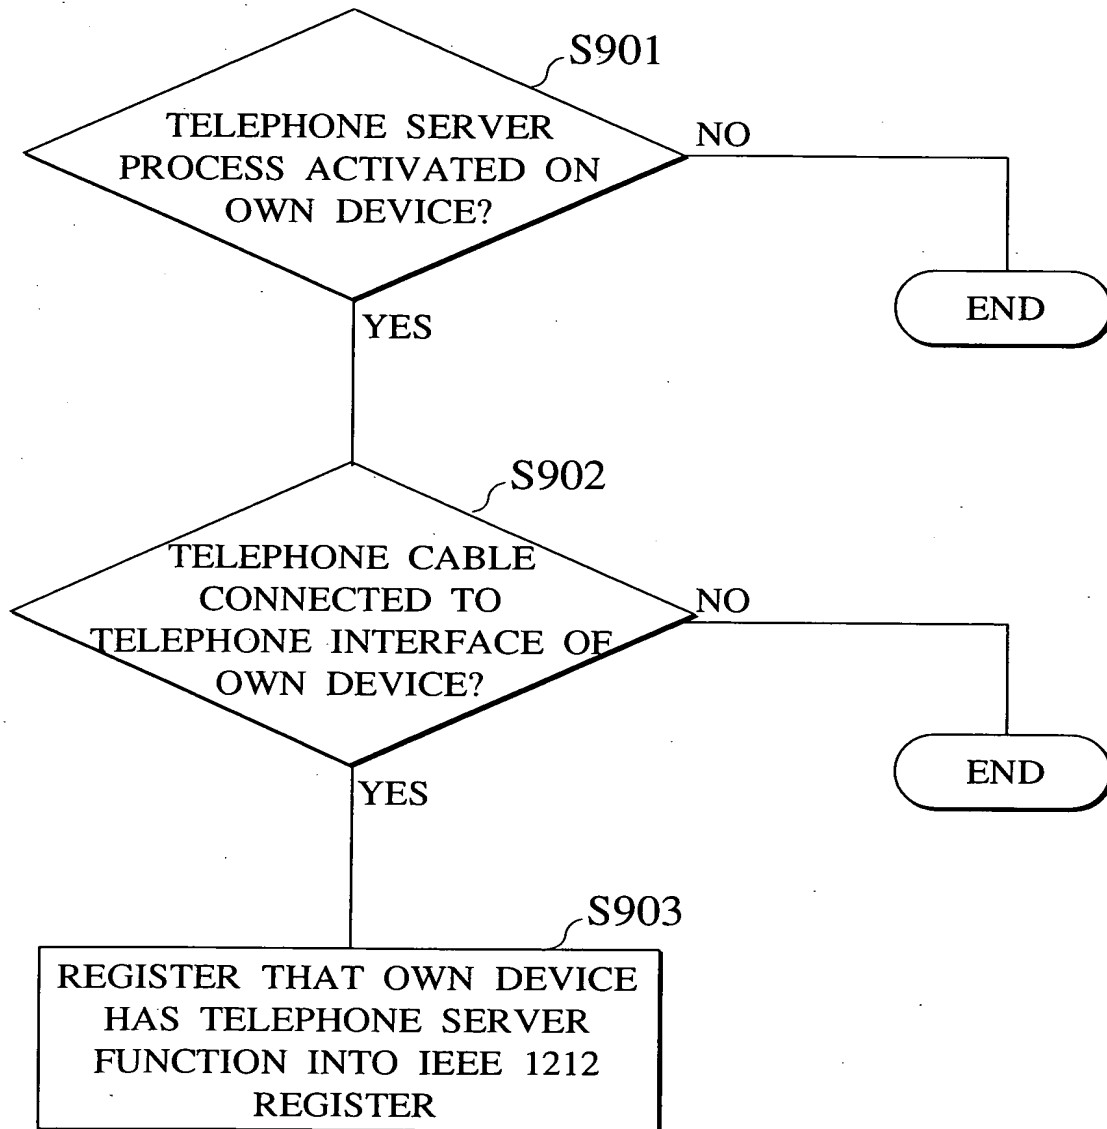 S901
TELEPHONE SERVER
PROCESS ACTIVATED ON
OWN DEVICE?
NO
END
YES
S902
TELEPHONE CABLE
CONNECTED TO
TELEPHONE INTERFACE OF
OWN DEVICE?
NO
END
YES
S903
REGISTER THAT OWN DEVICE
HAS TELEPHONE SERVER
FUNCTION INTO IEEE 1212
REGISTER